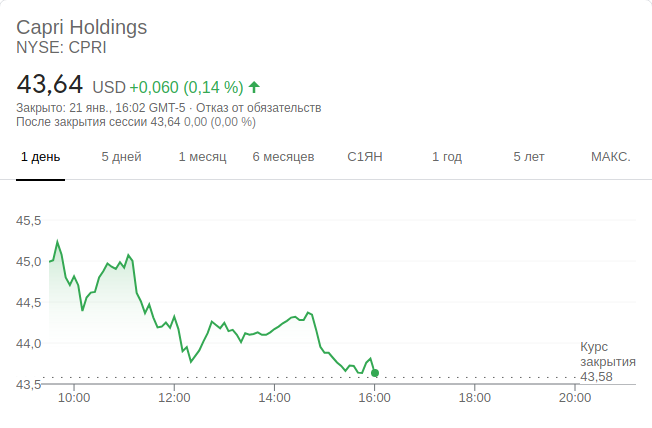 Capri Holdings
NYSE: CPRI
43,64 USD +0,060 (0,14 %)
Закрыто: 21 янв., 16:02 GMT-5 · Отказ от обязательств
После закрытия сессии 43,64 0,00 (0,00 %)
1 день 5 дней 1 месяц 6 месяцев С1ЯН 1 год 5 лет МАКС.
45,5
45,0
44,5
44,0
Курс
закрытия
43,58
43,5
10:00 12:00 14:00 16:00 18:00 20:00